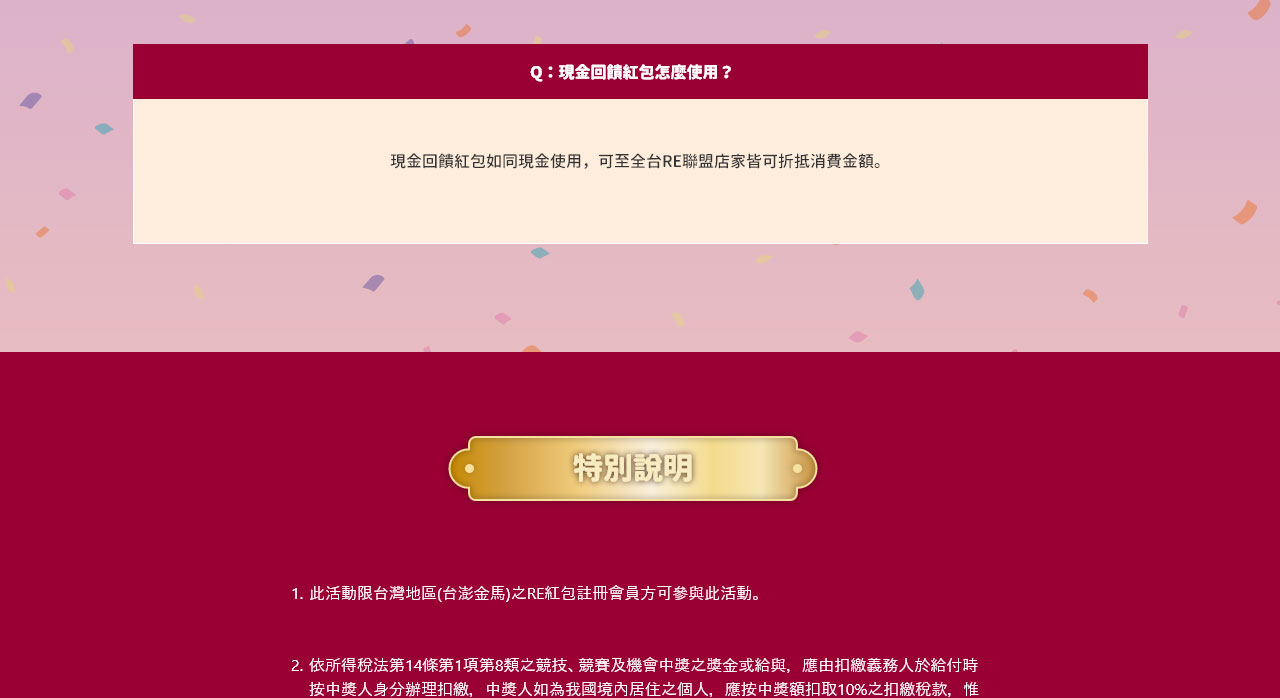 Q：現金回饋紅包怎麼使用？
現金回饋紅包如同現金使用，可至全台RE聯盟店家皆可折抵消費金額。
特別說明
1. 此活動限台灣地區(台澎金馬)之RE紅包註冊會員方可參與此活動。
2. 依所得稅法第14條第1項第8類之競技、競賽及機會中獎之獎金或給與，應由扣繳義務人於給付時
按中獎人身分辦理扣繳，中獎人如為我國境內居住之個人，應按中獎額扣取10%之扣繳稅款，惟